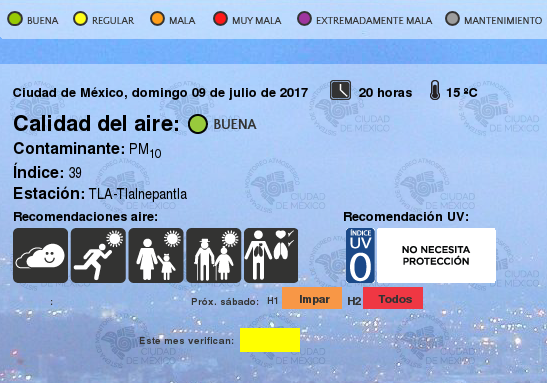 BUENA REGULAR MALA MUY MALA EXTREMADAMENTE MALA MANTENIMIENTO
Ciudad de México, domingo 09 de julio de 2017 20 horas 15 ºC
Calidad del aire: BUENA
Contaminante: PM10
Índice: 39
Estación: TLA-Tlalnepantla
Recomendaciones aire: Recomendación UV:
ÍNDICE
UV
0
NO NECESITA
PROTECCIÓN
: Próx. sábado: H1 Impar H2 Todos
Este mes verifican: